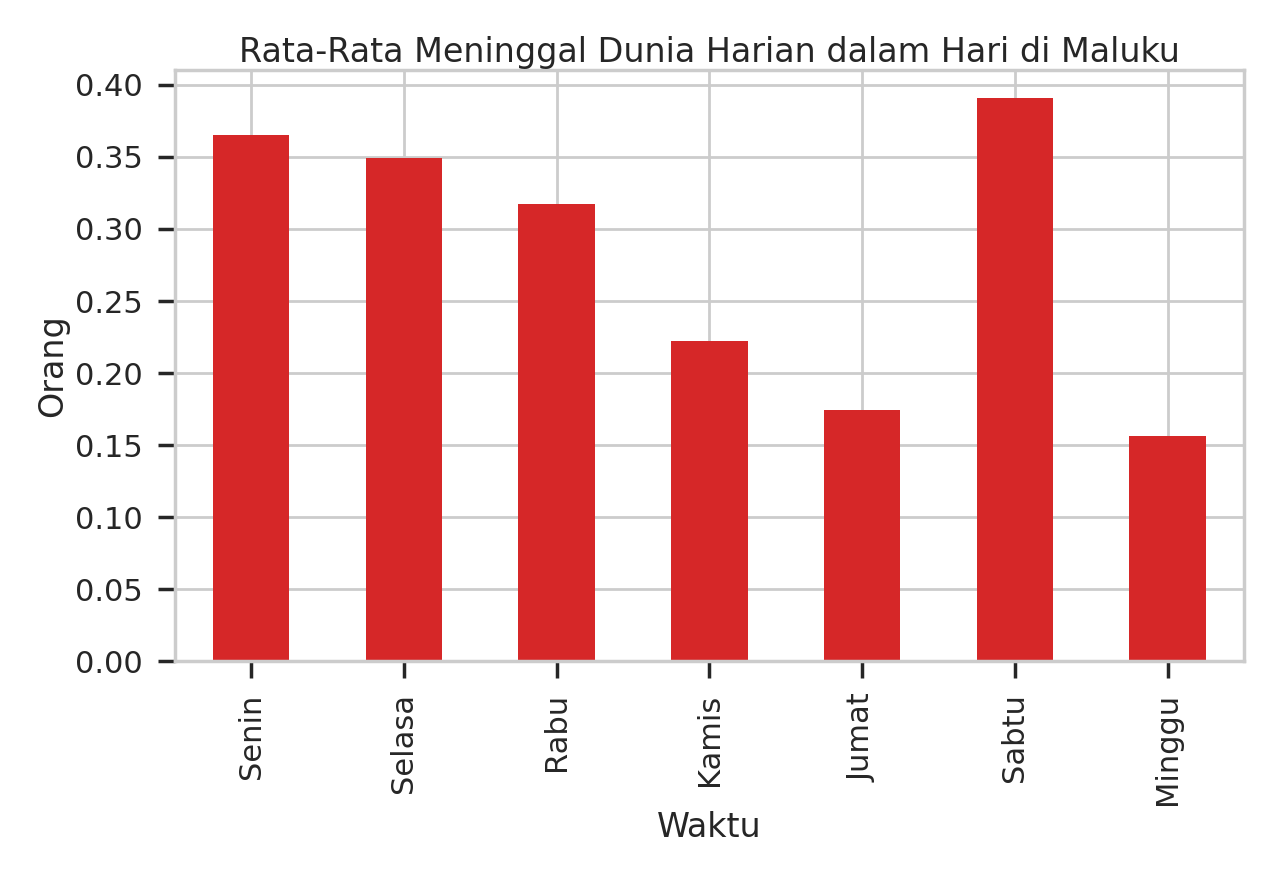 Rata-Rata Meninggal Dunia Harian dalam Hari di Maluku
0.40
0.35
0.30
0.25
0.20
0.15
0.10
0.05
0.00
Orang
Senin
Selasa
Rabu
Kamis
Jumat
Sabtu
Minggu
Waktu